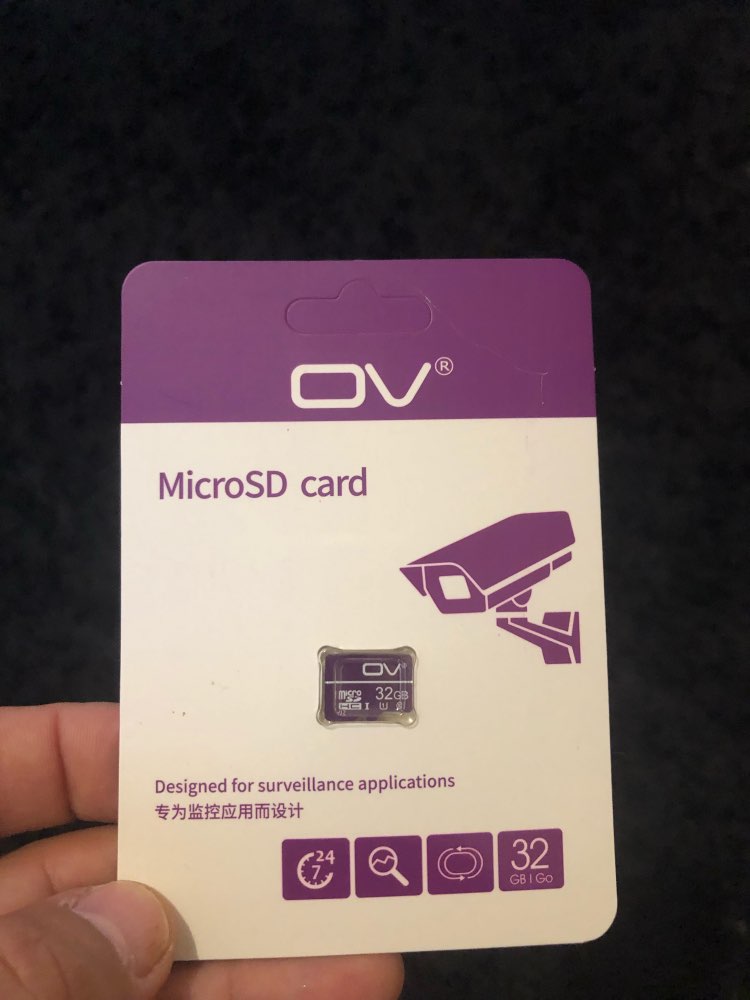 OV®
MicroSD card
OV®
micro
SD
HC I
32GB
Designed for surveillance applications
专为监控应用而设计
24
7
32
GB | Go